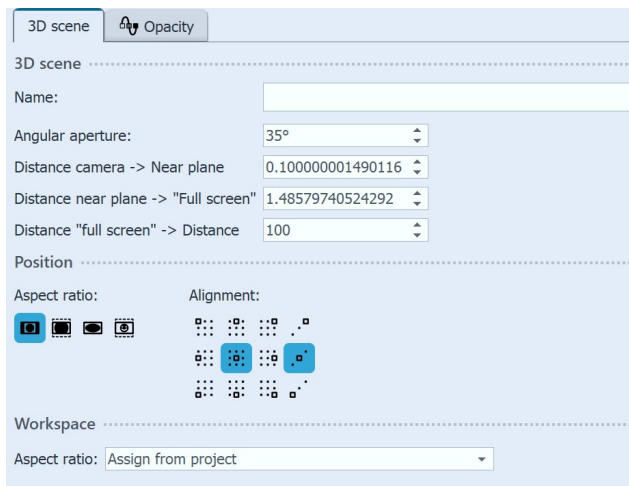 3D scene Opacity
3D scene
Name:
Angular aperture: 35°
Distance camera -> Near plane 0.100000001490116
Distance near plane -> "Full screen" 1.48579740524292
Distance "full screen" -> Distance 100
Position
Aspect ratio: Alignment:
Workspace
Aspect ratio: Assign from project